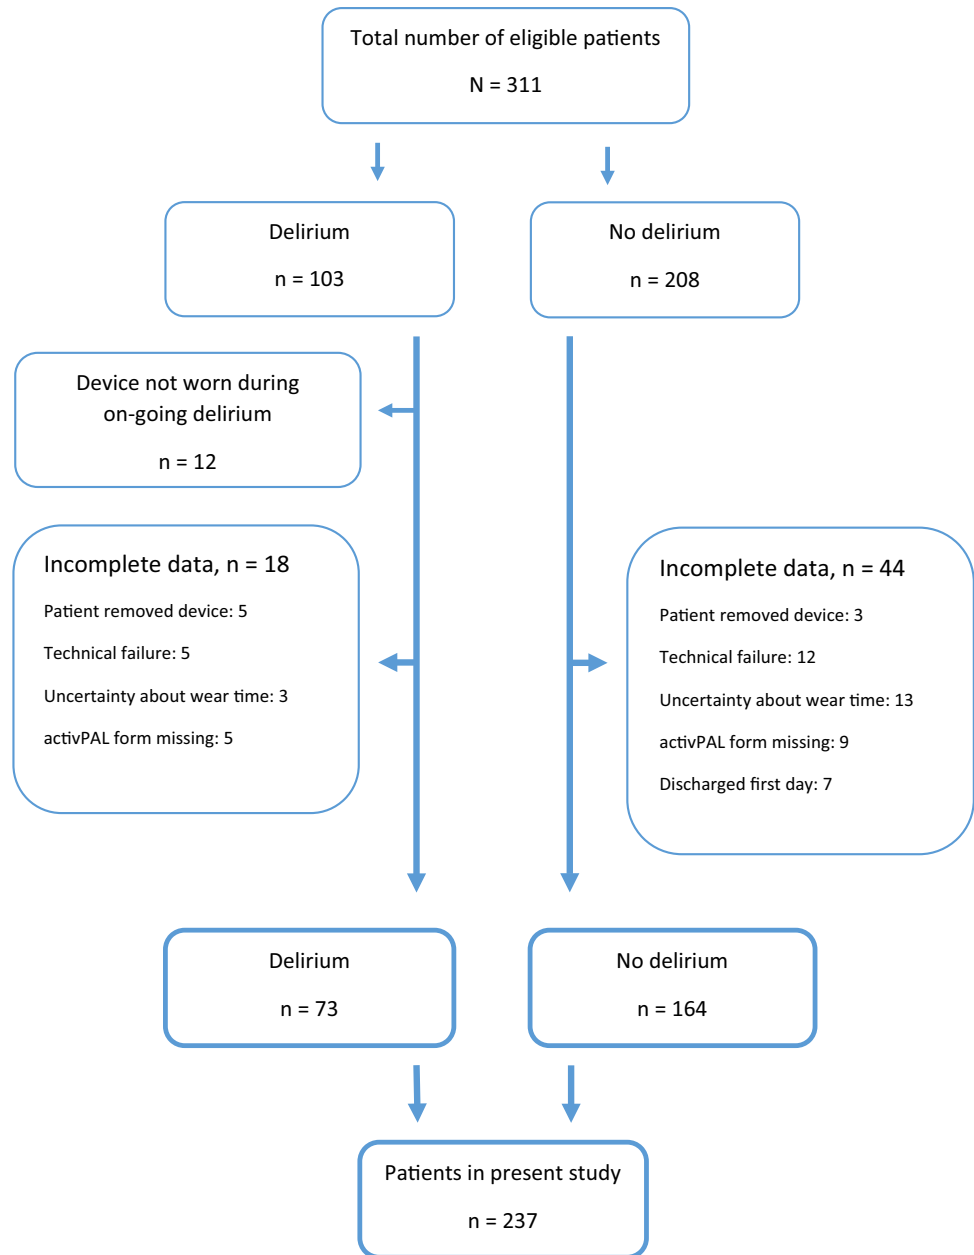 Total number of eligible patients
N = 311
Delirium
n = 103
No delirium
n = 208
Device not worn during
on-going delirium
n = 12
Incomplete data, n = 18
Patient removed device: 5
Technical failure: 5
Uncertainty about wear time: 3
activPAL form missing: 5
Incomplete data, n = 44
Patient removed device: 3
Technical failure: 12
Uncertainty about wear time: 13
activPAL form missing: 9
Discharged first day: 7
Delirium
n = 73
No delirium
n = 164
Patients in present study
n = 237